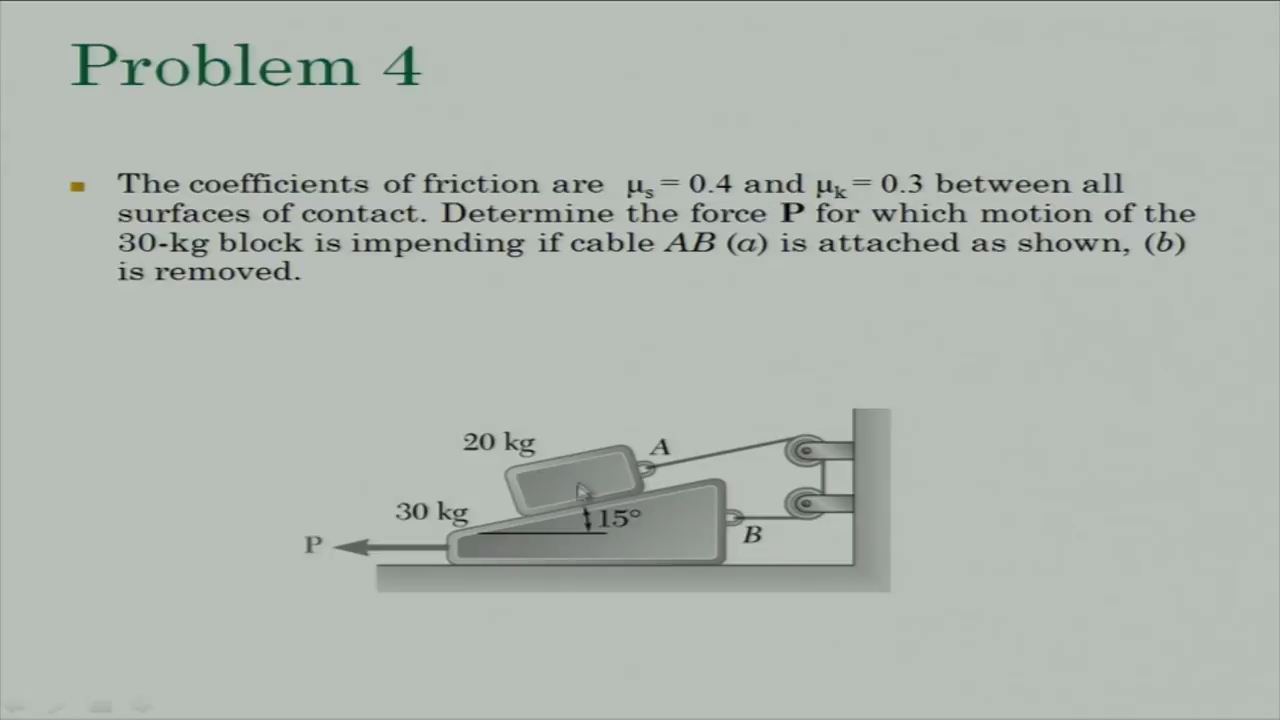 Problem 4
The coefficients of friction are μs = 0.4 and μk = 0.3 between all
surfaces of contact. Determine the force P for which motion of the
30-kg block is impending if cable AB (a) is attached as shown, (b)
is removed.
20 kg
A
30 kg
15°
P
B